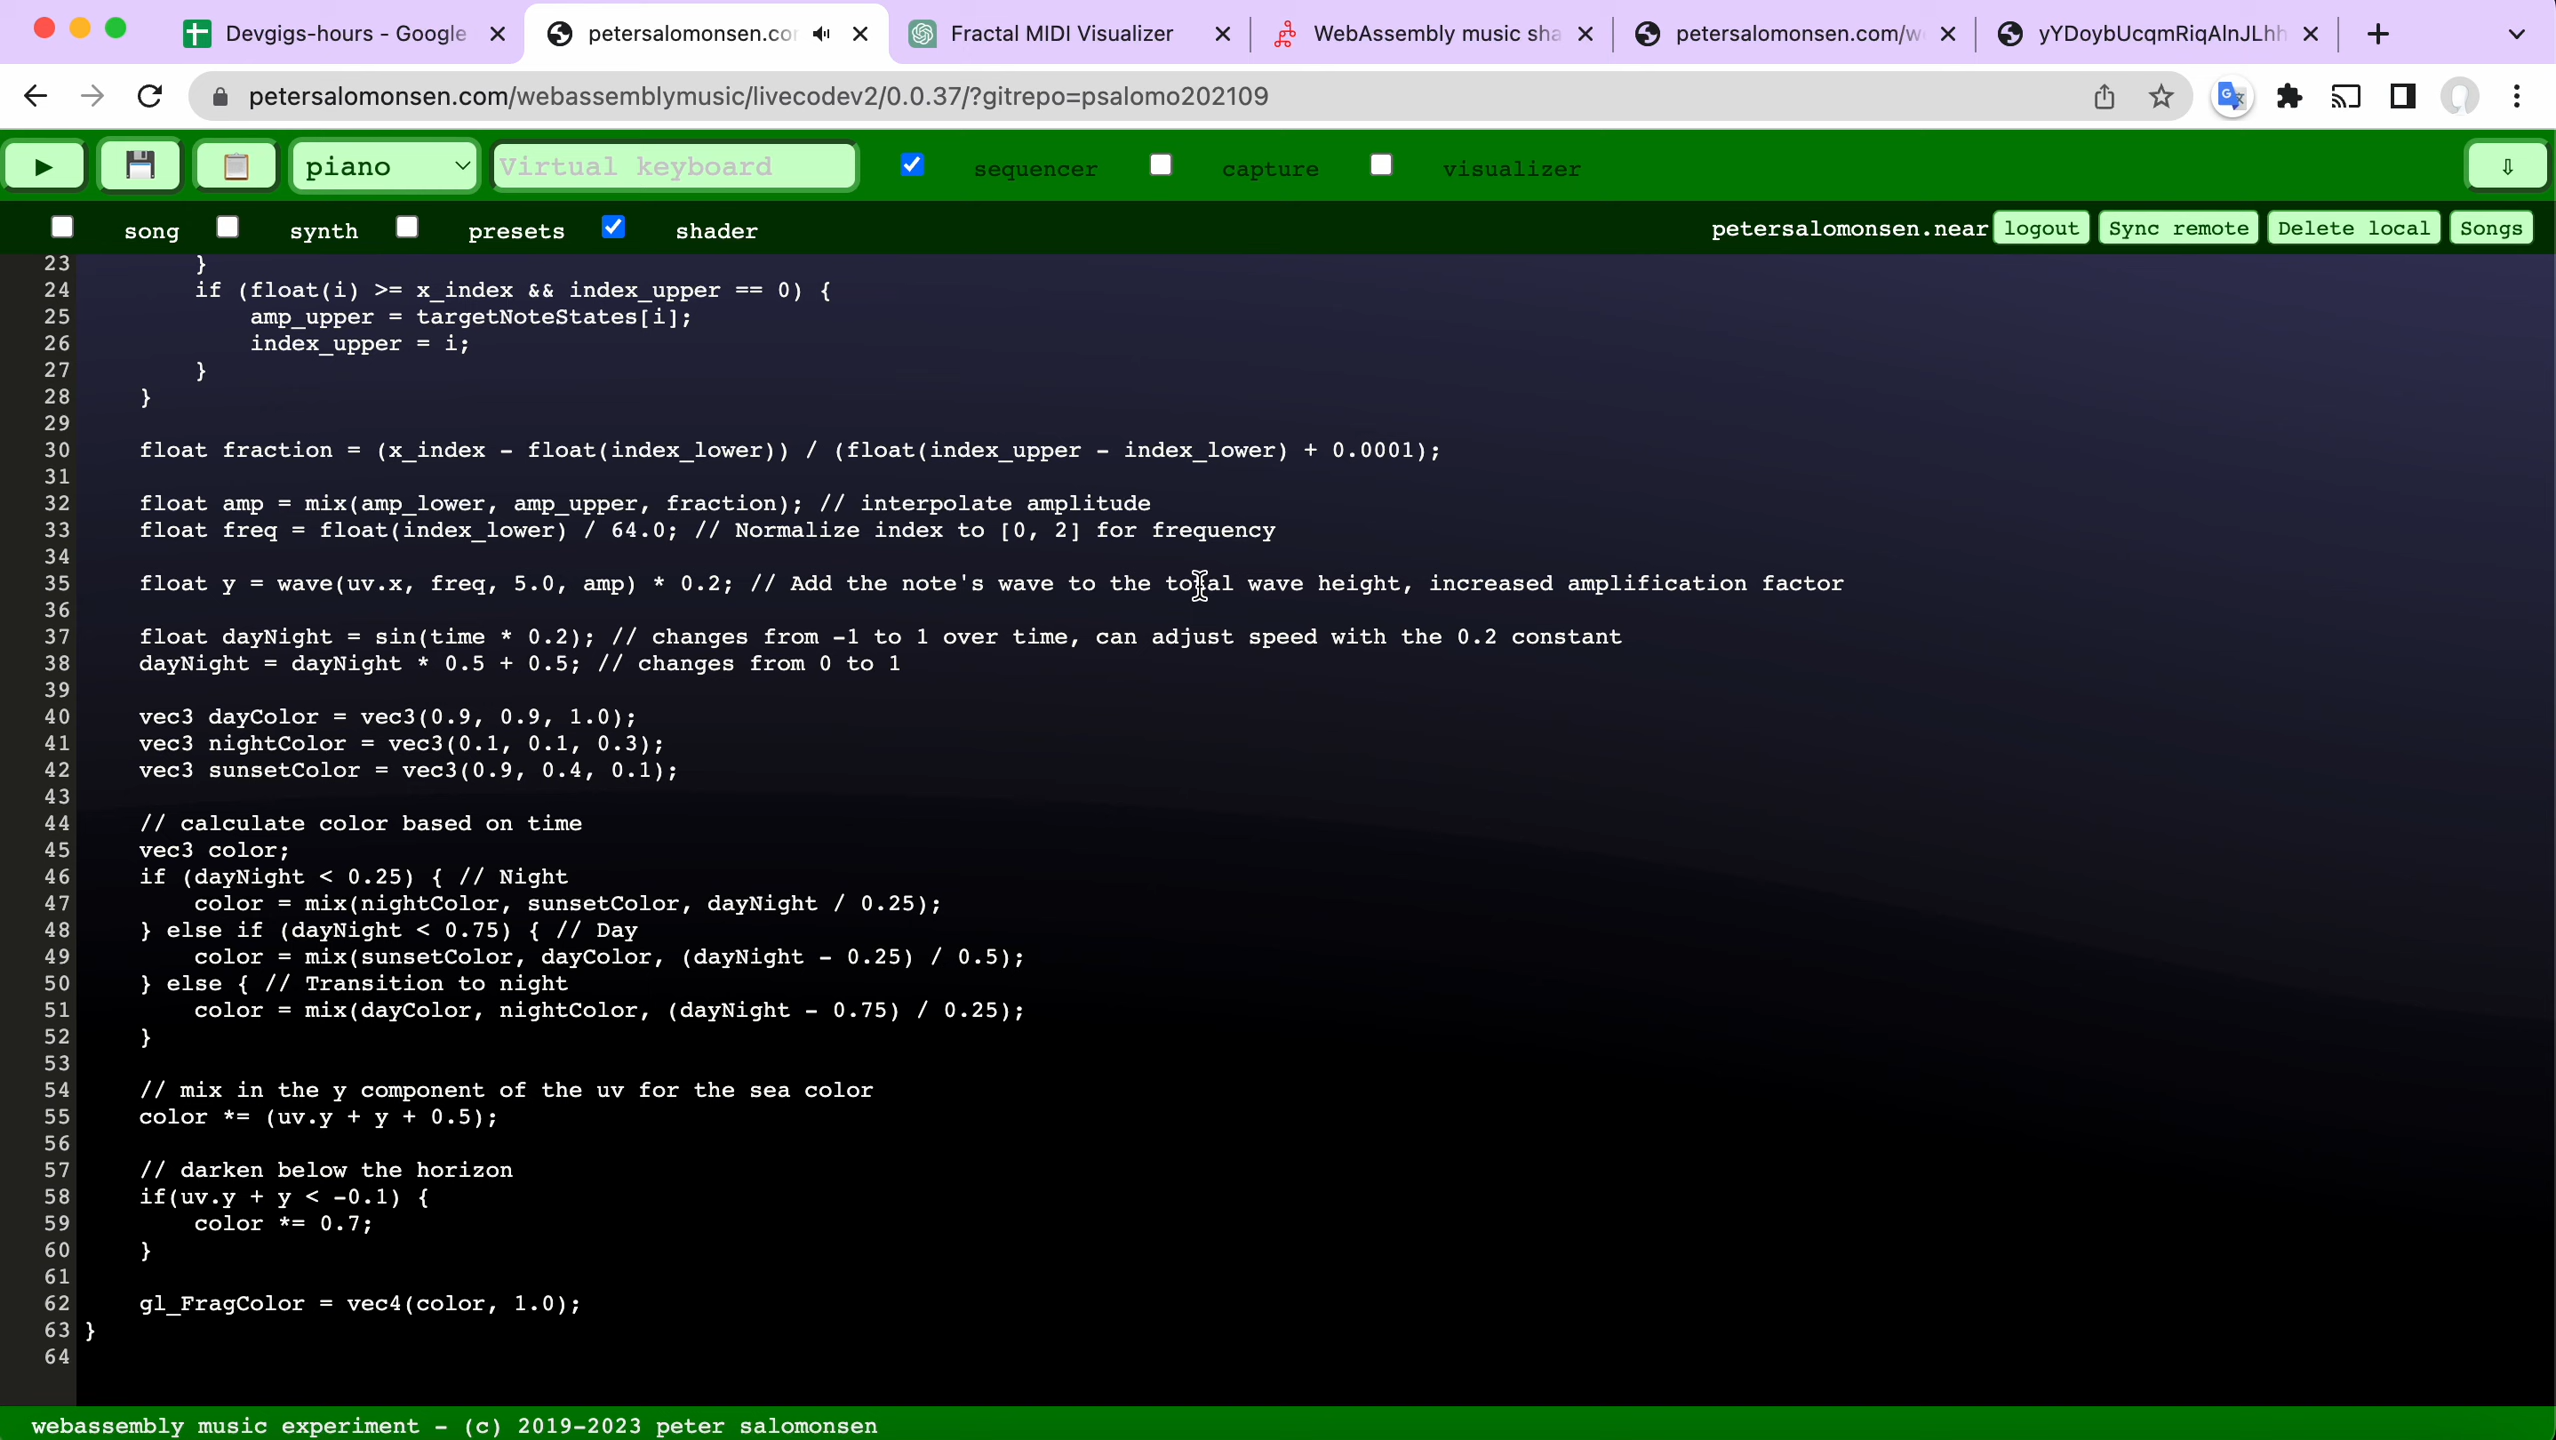 Devgigs-hours - Google
petersalomonsen.co
Fractal MIDI Visualizer
WebAssembly music sha
petersalomonsen.com/w
yYDoybUcqmRiqAlnJLhh
petersalomonsen.com/webassemblymusic/livecodev2/0.0.37/?gitrepo=psalomo202109
piano
Virtual keyboard
sequencer
capture
visualizer
song
synth
presets
shader
petersalomonsen.near
logout
Sync remote
Delete local
Songs
23         }
24         if (float(i) >= x_index && index_upper == 0) {
25             amp_upper = targetNoteStates[i];
26             index_upper = i;
27         }
28     }
29
30     float fraction = (x_index - float(index_lower)) / (float(index_upper - index_lower) + 0.0001);
31
32     float amp = mix(amp_lower, amp_upper, fraction); // interpolate amplitude
33     float freq = float(index_lower) / 64.0; // Normalize index to [0, 2] for frequency
34
35     float y = wave(uv.x, freq, 5.0, amp) * 0.2; // Add the note's wave to the total wave height, increased amplification factor
36
37     float dayNight = sin(time * 0.2); // changes from -1 to 1 over time, can adjust speed with the 0.2 constant
38     dayNight = dayNight * 0.5 + 0.5; // changes from 0 to 1
39
40     vec3 dayColor = vec3(0.9, 0.9, 1.0);
41     vec3 nightColor = vec3(0.1, 0.1, 0.3);
42     vec3 sunsetColor = vec3(0.9, 0.4, 0.1);
43
44     // calculate color based on time
45     vec3 color;
46     if (dayNight < 0.25) { // Night
47         color = mix(nightColor, sunsetColor, dayNight / 0.25);
48     } else if (dayNight < 0.75) { // Day
49         color = mix(sunsetColor, dayColor, (dayNight - 0.25) / 0.5);
50     } else { // Transition to night
51         color = mix(dayColor, nightColor, (dayNight - 0.75) / 0.25);
52     }
53
54     // mix in the y component of the uv for the sea color
55     color *= (uv.y + y + 0.5);
56
57     // darken below the horizon
58     if(uv.y + y < -0.1) {
59         color *= 0.7;
60     }
61
62     gl_FragColor = vec4(color, 1.0);
63 }
64
webassembly music experiment - (c) 2019-2023 peter salomonsen